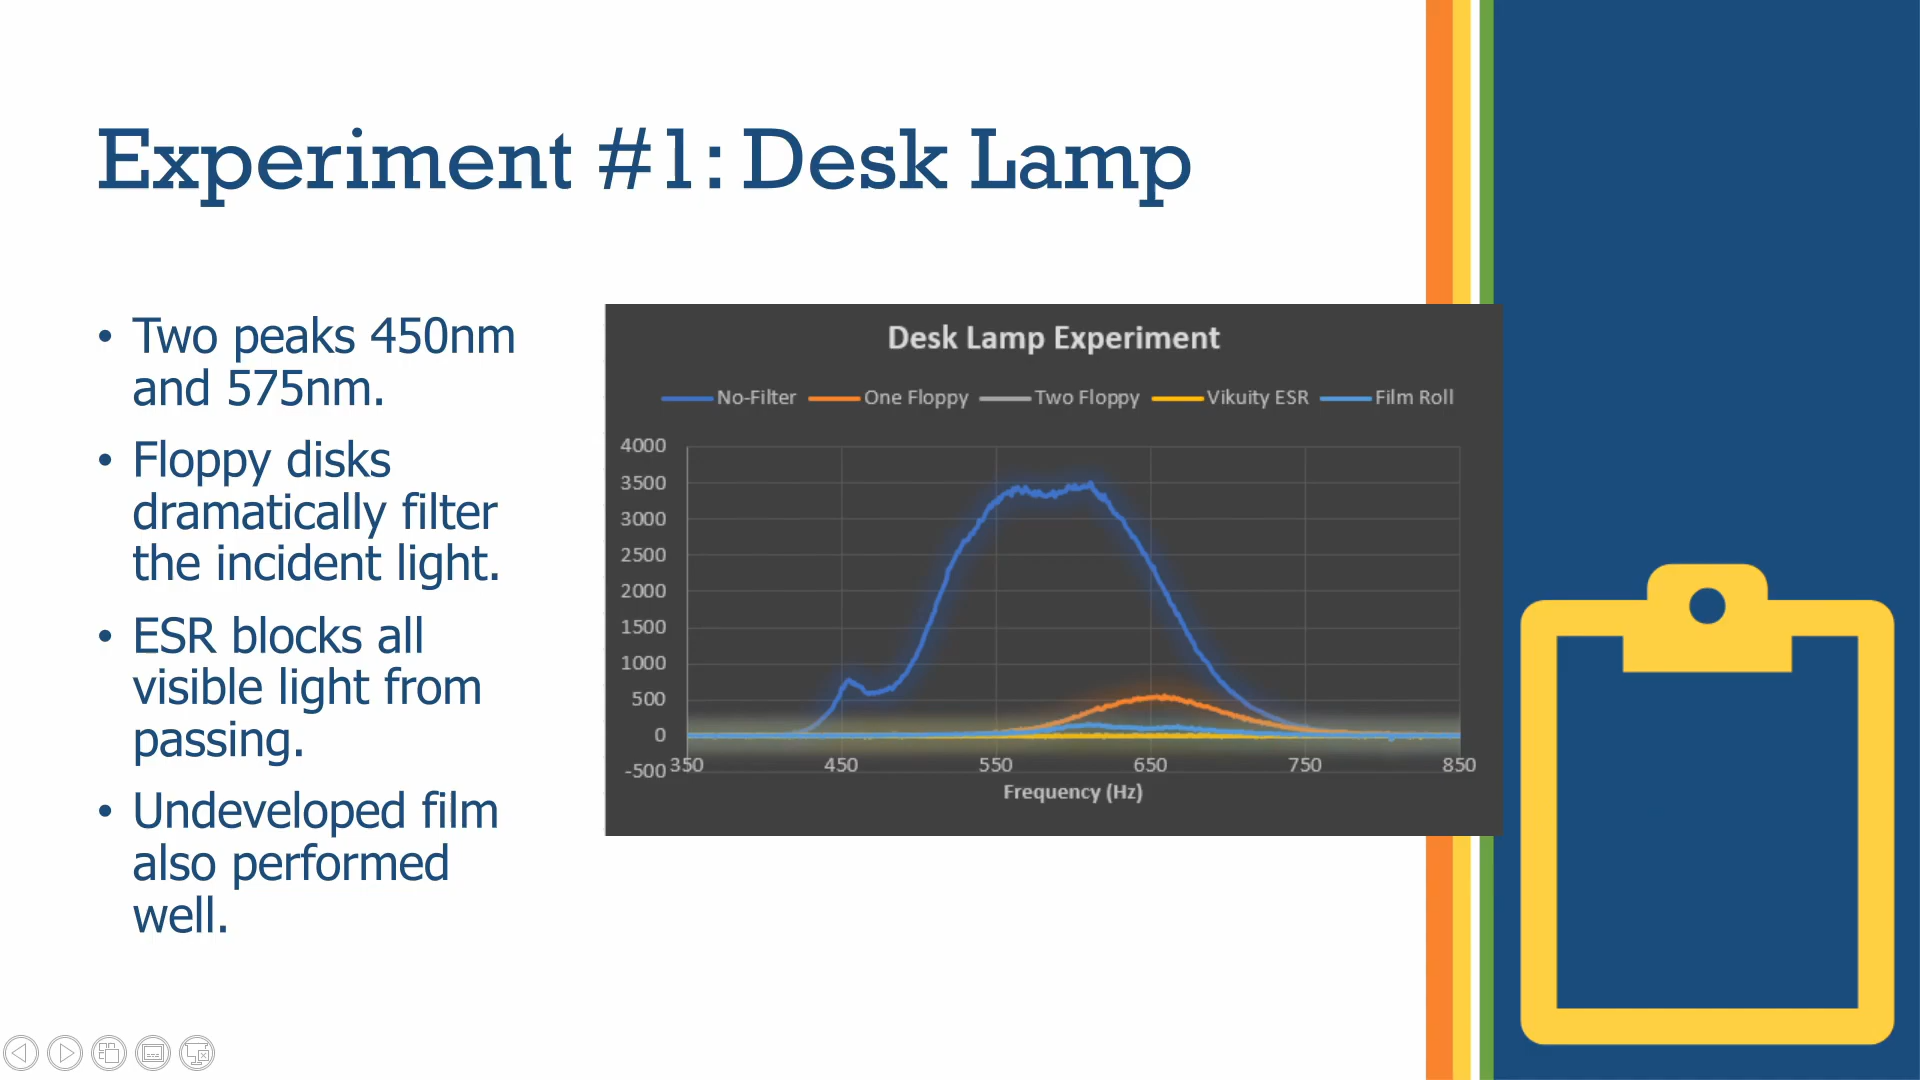 Experiment #1: Desk Lamp
• Two peaks 450nm
and 575nm.
• Floppy disks
dramatically filter
the incident light.
• ESR blocks all
visible light from
passing.
• Undeveloped film
also performed
well.
Desk Lamp Experiment
No-Filter One Floppy Two Floppy Vikuity ESR Film Roll
4000
3500
3000
2500
2000
1500
1000
500
0
-500
350 450 550 650 750 850
Frequency (Hz)